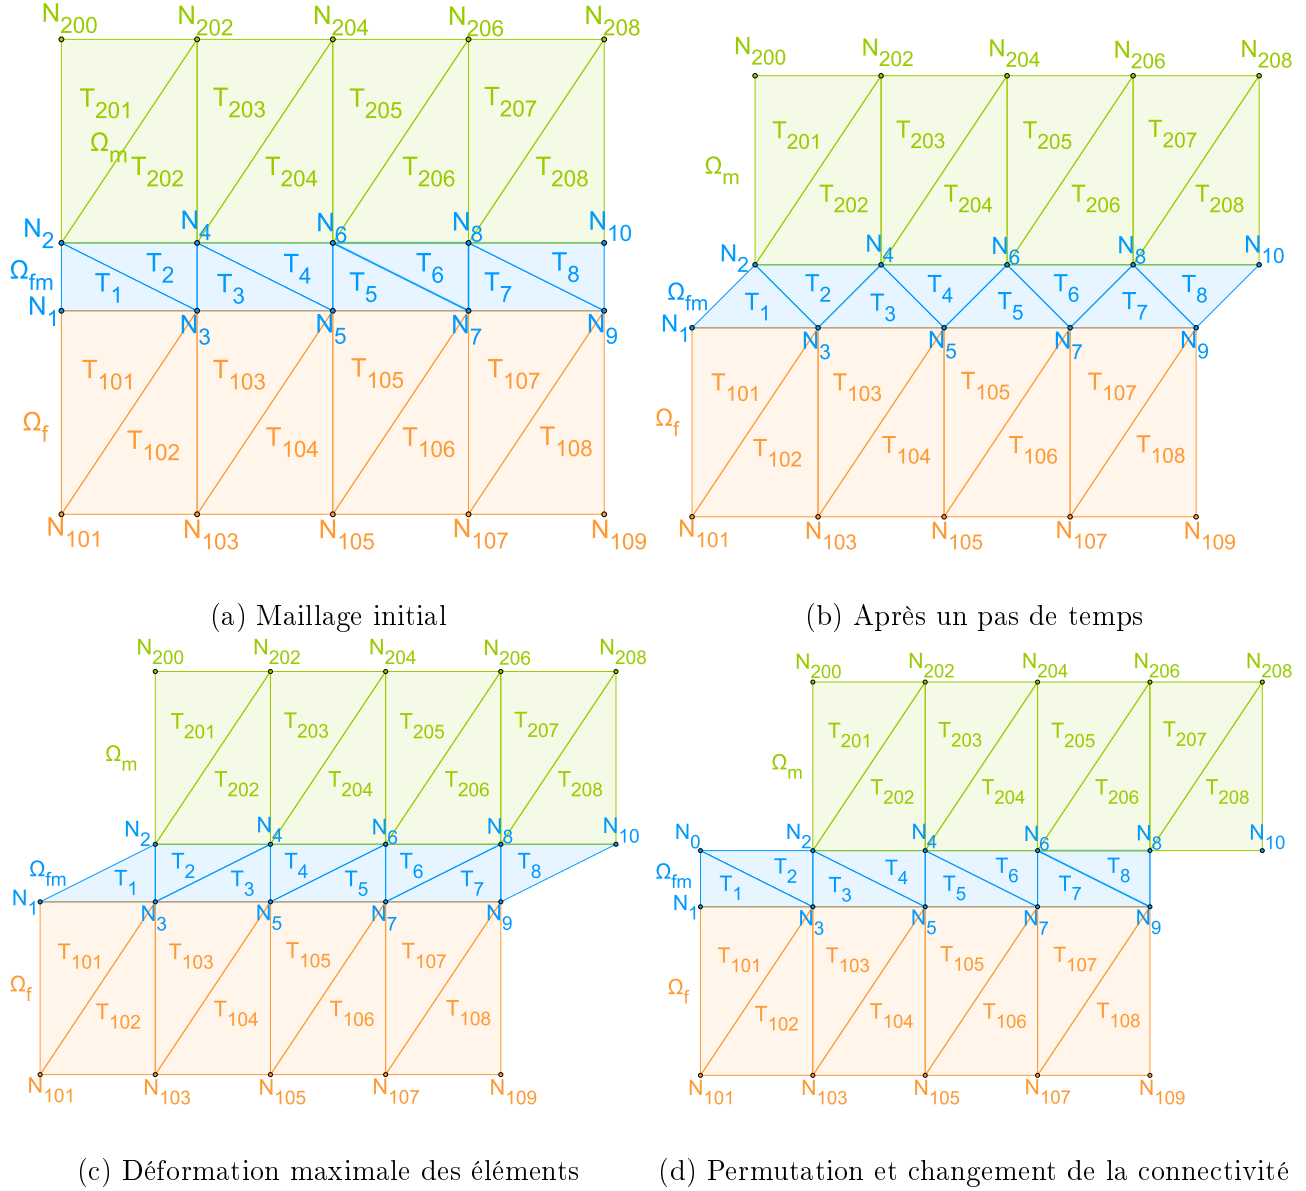 N200 N202 N204 N206 N208
T201 T203 T205 T207
Ωm
T202 T204 T206 T208
N2 N4 N6 N8 N10
Ωfm T1 T2 T3 T4 T5 T6 T7 T8
N1 N3 N5 N7 N9
T101 T103 T105 T107
Ωf T102 T104 T106 T108
N101 N103 N105 N107 N109
(a) Maillage initial
N200 N202 N204 N206 N208
T201 T203 T205 T207
Ωm T202 T204 T206 T208
N2 N4 N6 N8 N10
Ωfm T1 T2 T3 T4 T5 T6 T7 T8
N1 N3 N5 N7 N9
T101 T103 T105 T107
Ωf T102 T104 T106 T108
N101 N103 N105 N107 N109
(b) Après un pas de temps
N200 N202 N204 N206 N208
T201 T203 T205 T207
Ωm T202 T204 T206 T208
N2 N4 N6 N8 N10
Ωfm T1 T2 T3 T4 T5 T6 T7 T8
N1 N3 N5 N7 N9
T101 T103 T105 T107
Ωf T102 T104 T106 T108
N101 N103 N105 N107 N109
(c) Déformation maximale des éléments
N200 N202 N204 N206 N208
T201 T203 T205 T207
Ωm T202 T204 T206 T208
N0 N2 N4 N6 N8 N10
Ωfm T1 T2 T3 T4 T5 T6 T7 T8
N1 N3 N5 N7 N9
T101 T103 T105 T107
Ωf T102 T104 T106 T108
N101 N103 N105 N107 N109
(d) Permutation et changement de la connectivité